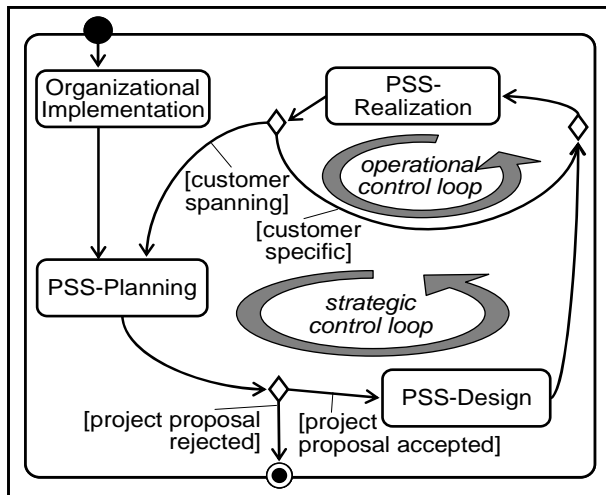 Organizational
Implementation
PSS-
Realization
operational
control loop
[customer
spanning]
[customer
specific]
PSS-Planning
strategic
control loop
PSS-Design
[project proposal
rejected]
[project
proposal accepted]